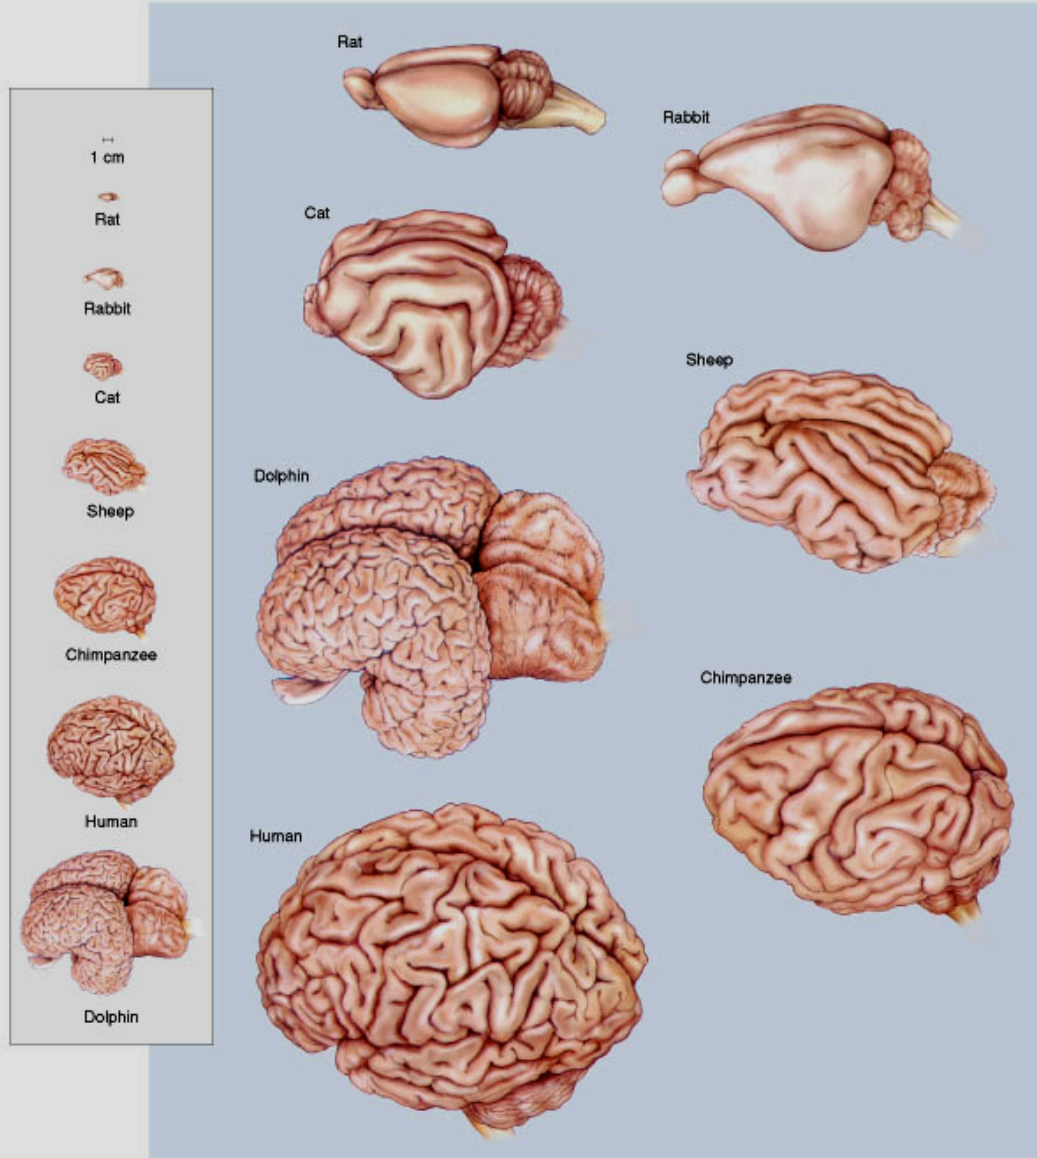 1 cm
Rat
Rabbit
Cat
Sheep
Chimpanzee
Human
Dolphin
Rat
Rabbit
Cat
Sheep
Dolphin
Chimpanzee
Human